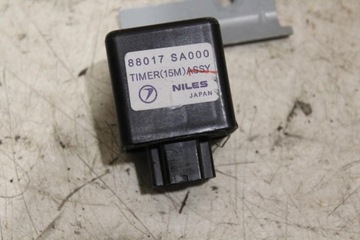 88017 SA000
TIMER(15M)ASSY
NILES
JAPAN